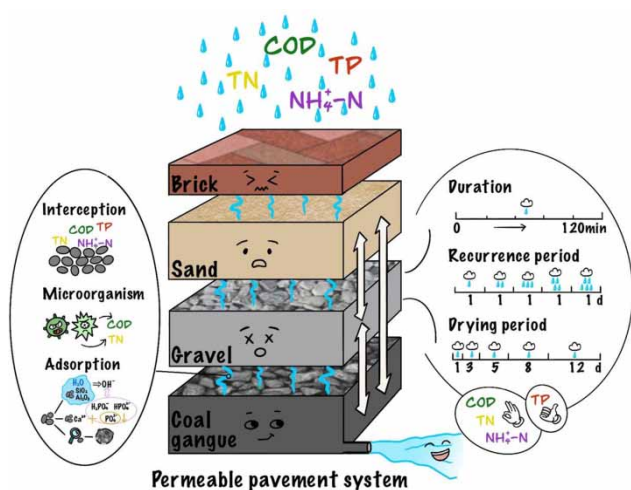 COD
TP
TN
NH₄⁺-N
Brick
Sand
Gravel
Coal
gangue
Permeable pavement system
Interception
COD TP
TN NH₄⁺-N
Microorganism
COD
TN
Adsorption
H₂O ⇒OH⁻
SiO₂
H₂PO₄⁻ HPO₄²⁻
Ca²⁺ + PO₄³⁻ ↓
Duration
0 → 120min
Recurrence period
1 1 1 1 1 d
Drying period
1 3 5 8 12 d
COD TP
TN
NH₄⁺-N